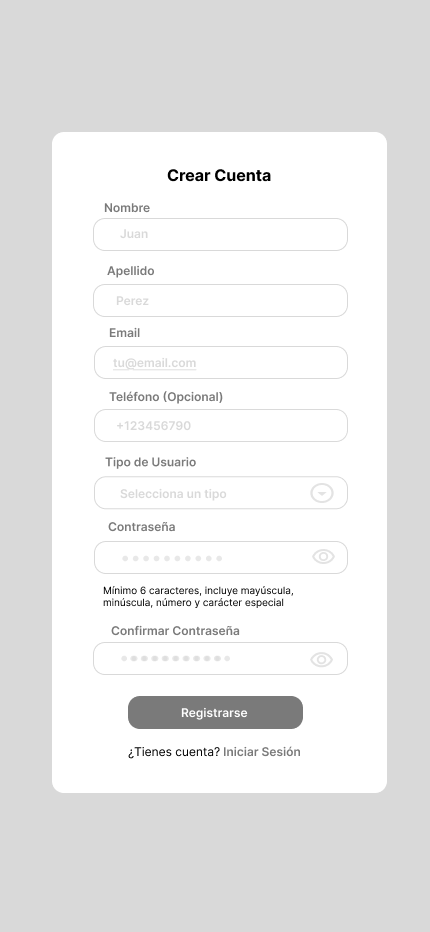 Crear Cuenta
Nombre
Juan
Apellido
Perez
Email
tu@email.com
Teléfono (Opcional)
+123456790
Tipo de Usuario
Selecciona un tipo
Contraseña
Mínimo 6 caracteres, incluye mayúscula,
minúscula, número y carácter especial
Confirmar Contraseña
Registrarse
¿Tienes cuenta? Iniciar Sesión